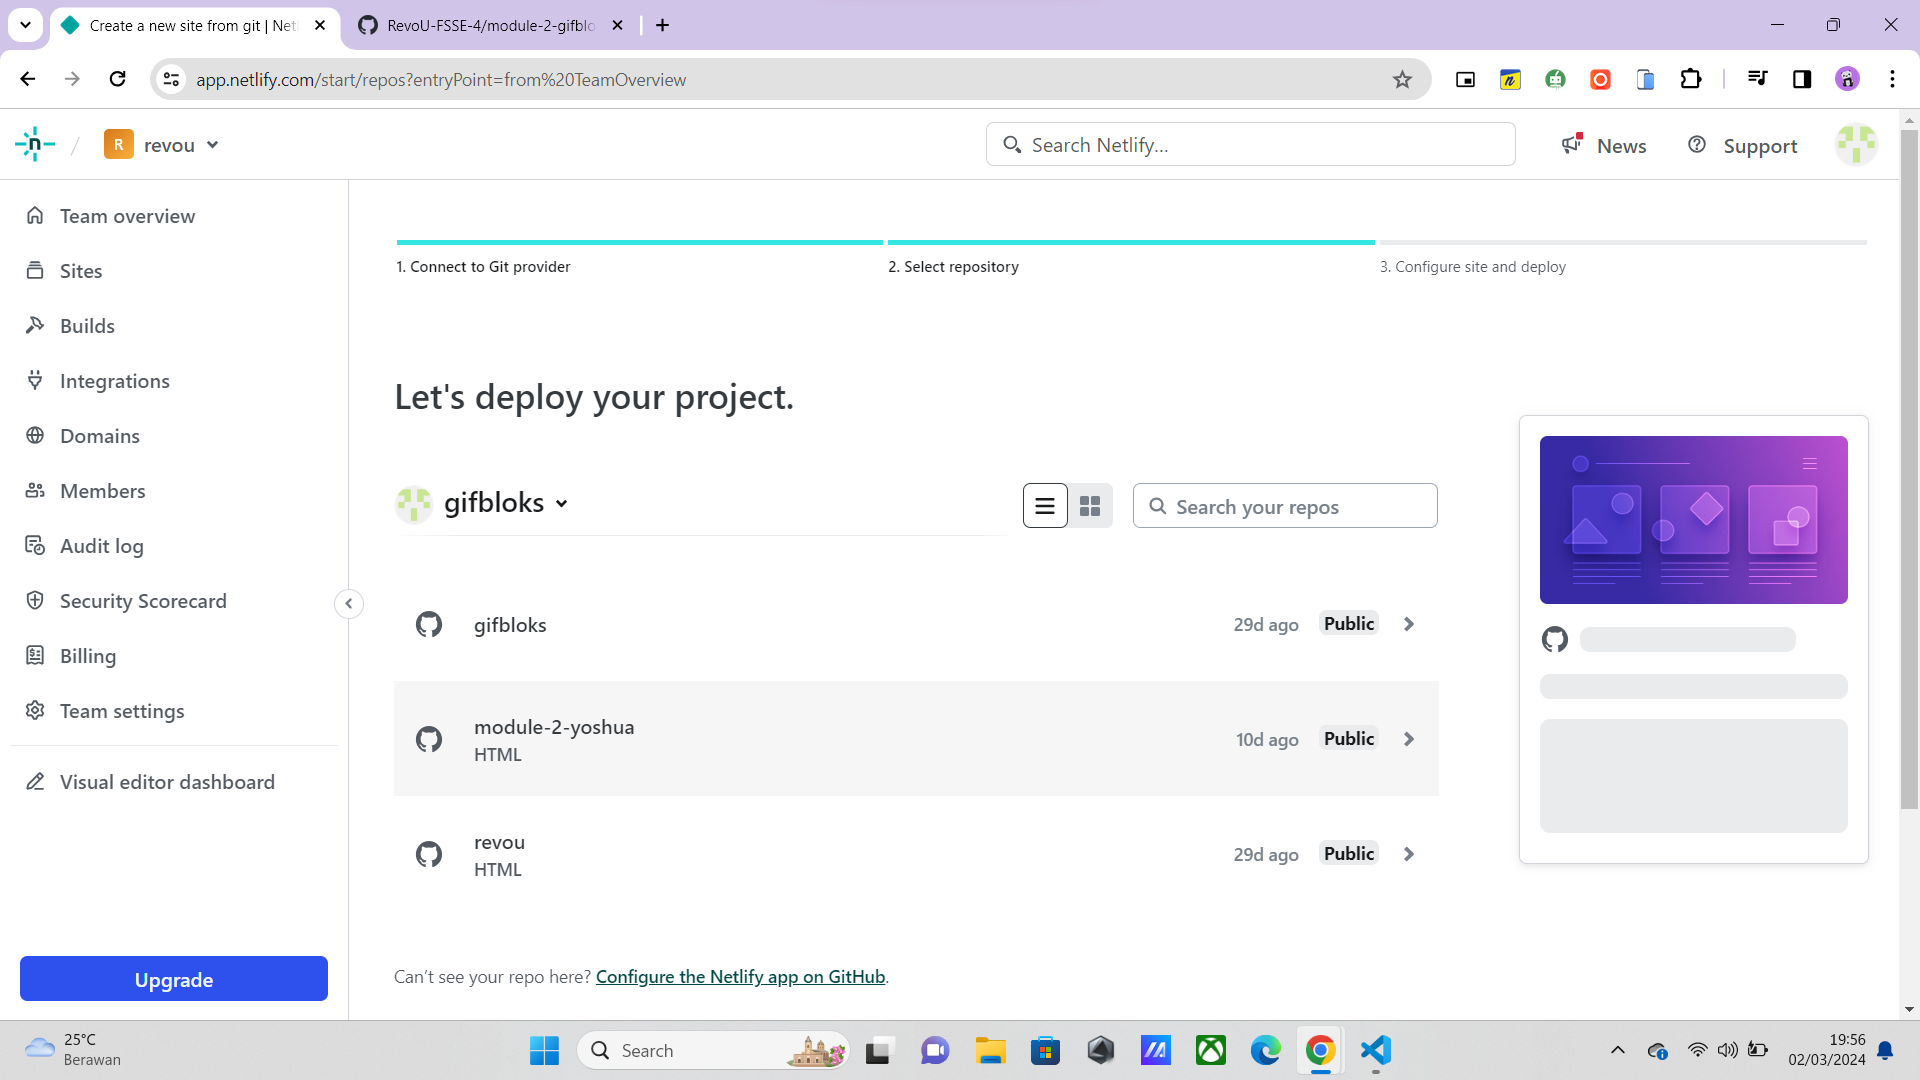 Create a new site from git | Netl
RevoU-FSSE-4/module-2-gifblo
app.netlify.com/start/repos?entryPoint=from%20TeamOverview
R revou
Search Netlify...
News
Support
Team overview
Sites
Builds
Integrations
Domains
Members
Audit log
Security Scorecard
Billing
Team settings
Visual editor dashboard
Upgrade
1. Connect to Git provider
2. Select repository
3. Configure site and deploy
Let's deploy your project.
gifbloks
Search your repos
gifbloks
29d ago Public
module-2-yoshua
HTML
10d ago Public
revou
HTML
29d ago Public
Can't see your repo here? Configure the Netlify app on GitHub.
25°C
Berawan
Search
19:56
02/03/2024